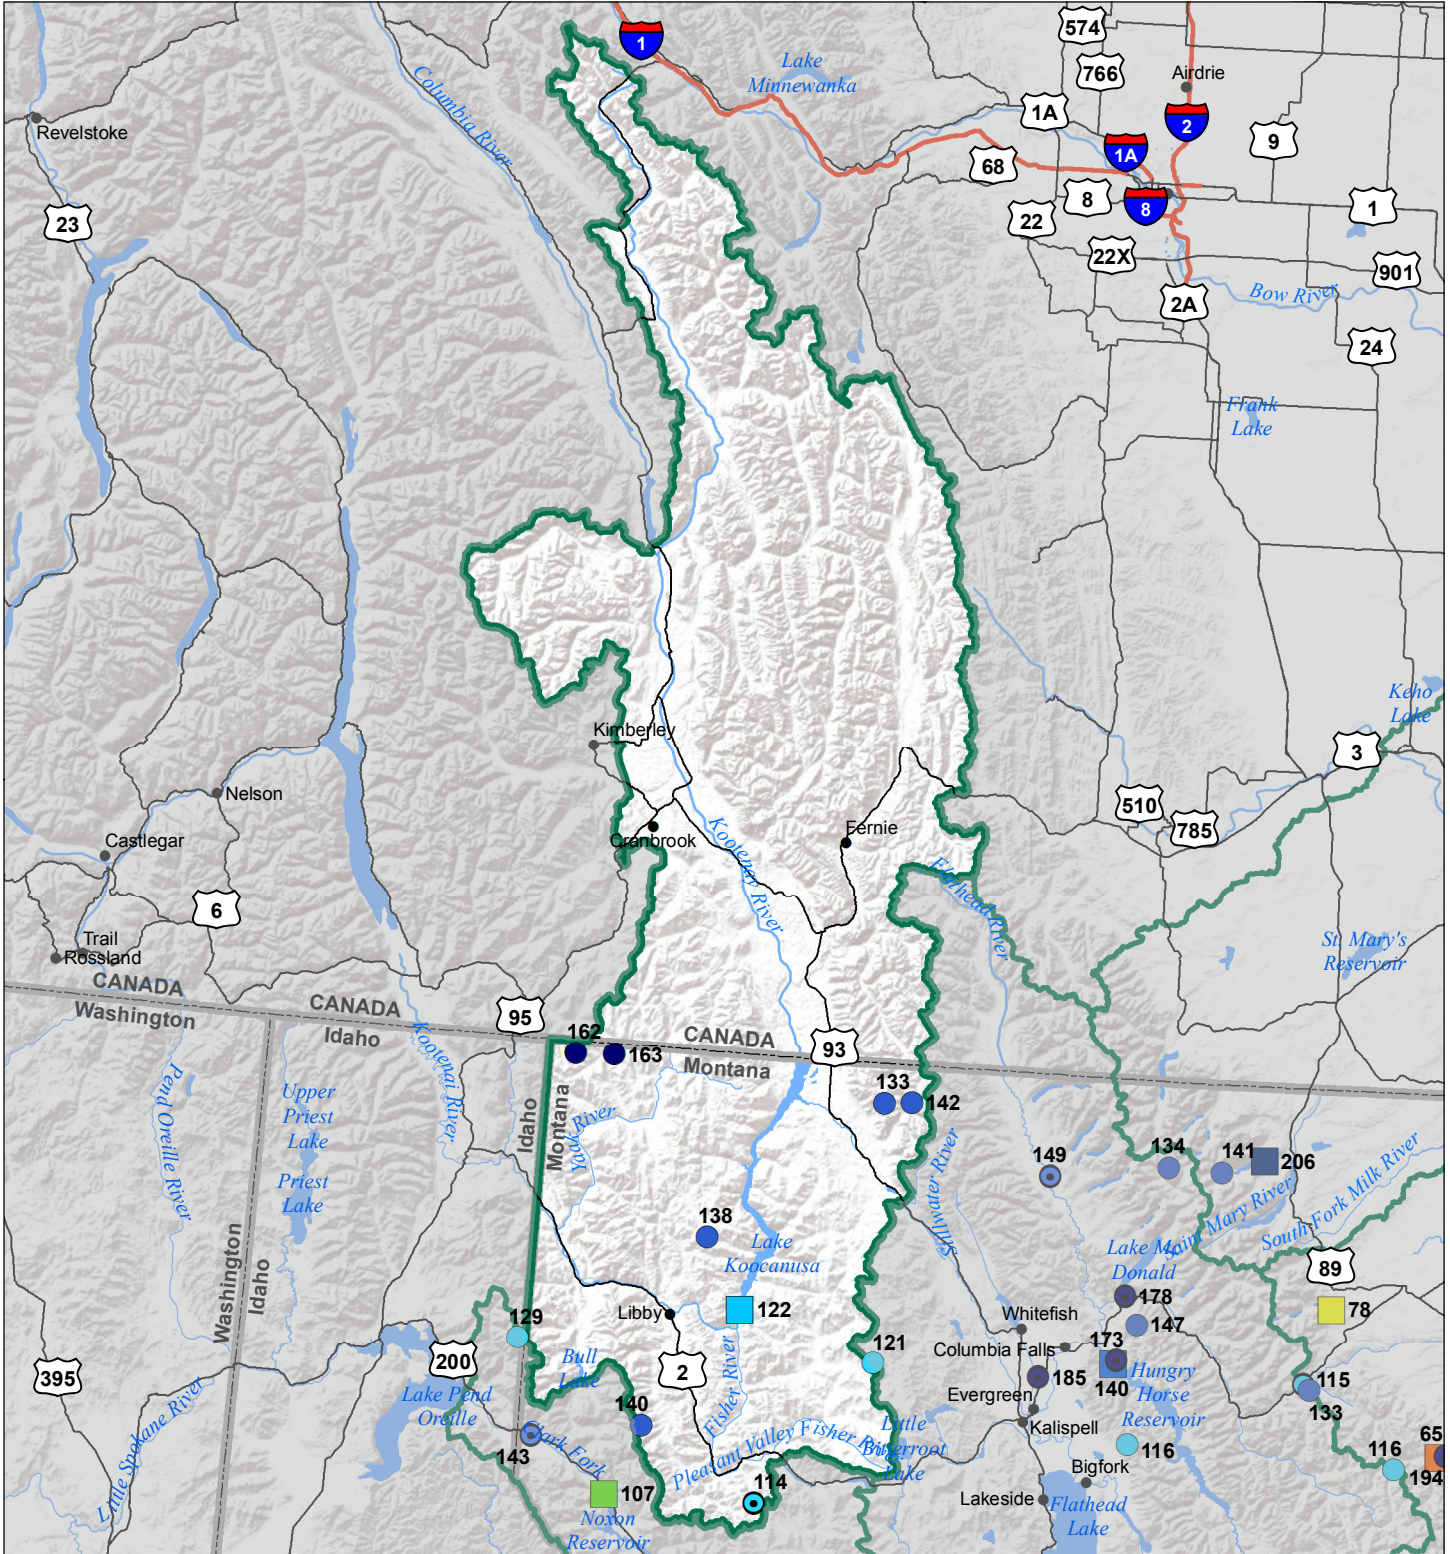 1
574
766
Airdrie
Lake
Minnewanka
Columbia River
Revelstoke
1A
2
9
1A
68
8
8
1
23
22
22X
901
Bow River
2A
24
Frank
Lake
Keho
Lake
Kimberley
3
Nelson
510
785
Castlegar
Cranbrook
Kootenay River
Fernie
Flathead River
6
Trail
Rossland
St. Mary's
Reservoir
CANADA
Washington
CANADA
Idaho
95
162
163
CANADA
Montana
93
Kootenai River
Pend Oreille River
Upper
Priest
Lake
Priest
Lake
Idaho
Montana
Yaak River
133
142
Stillwater River
149
134
141
206
Saint Mary River
South Fork Milk River
138
Lake
Koocanusa
Lake Mc
Donald
89
Washington
Idaho
178
78
Libby
122
Whitefish
147
129
121
Columbia Falls
173
200
395
Bull
Lake
2
Fisher River
185
140
Hungry
Horse
Reservoir
115
133
Lake Pend
Oreille
140
Evergreen
Kalispell
Little Spokane River
143
Clark Fork
Pleasant Valley Fisher River
Little
Bitterroot
Lake
116
116
65
194
Bigfork
107
114
Noxon
Reservoir
Lakeside
Flathead
Lake